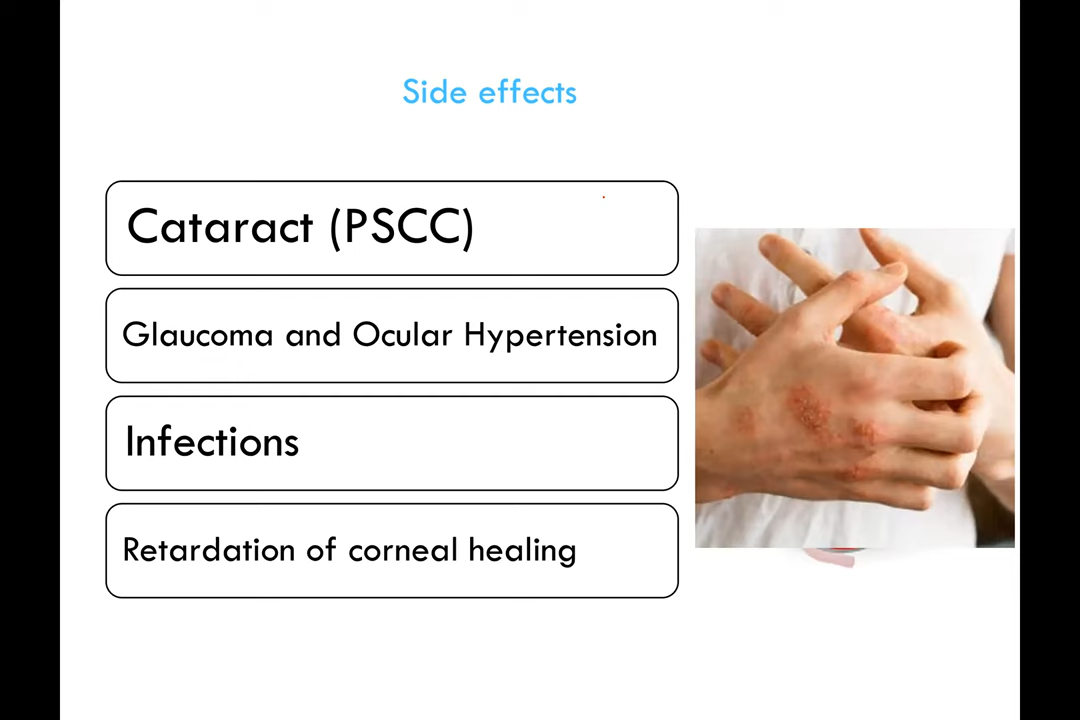 Side effects
Cataract (PSCC)
Glaucoma and Ocular Hypertension
Infections
Retardation of corneal healing